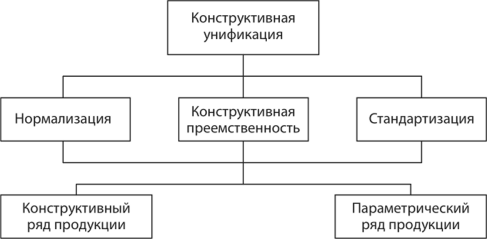 Конструктивная
унификация
Нормализация
Конструктивная
преемственность
Стандартизация
Конструктивный
ряд продукции
Параметрический
ряд продукции